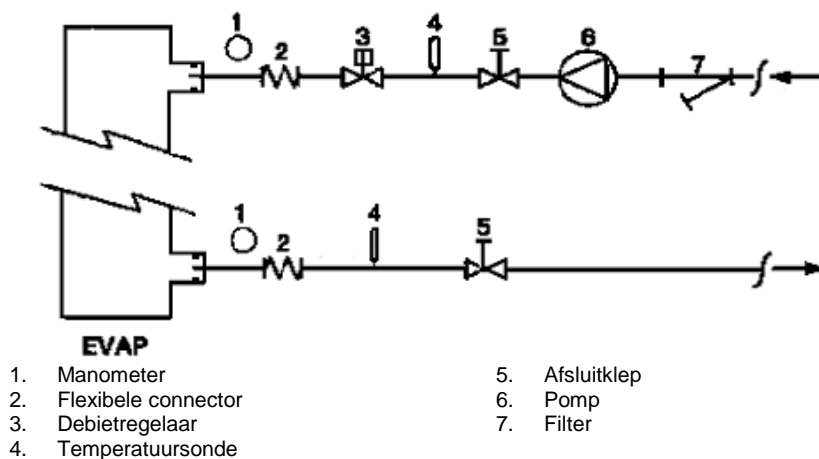 1 2 3 4 5 6 7
1 2 4 5
EVAP
1. Manometer
2. Flexibele connector
3. Debietregelaar
4. Temperatuursonde
5. Afsluitklep
6. Pomp
7. Filter